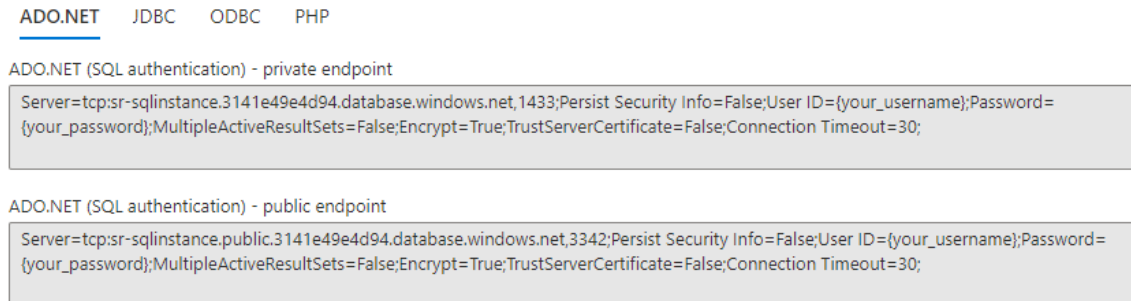 ADO.NET JDBC ODBC PHP
ADO.NET (SQL authentication) - private endpoint
Server=tcp:sr-sqlinstance.3141e49e4d94.database.windows.net,1433;Persist Security Info=False;User ID={your_username};Password=
{your_password};MultipleActiveResultSets=False;Encrypt=True;TrustServerCertificate=False;Connection Timeout=30;
ADO.NET (SQL authentication) - public endpoint
Server=tcp:sr-sqlinstance.public.3141e49e4d94.database.windows.net,3342;Persist Security Info=False;User ID={your_username};Password=
{your_password};MultipleActiveResultSets=False;Encrypt=True;TrustServerCertificate=False;Connection Timeout=30;